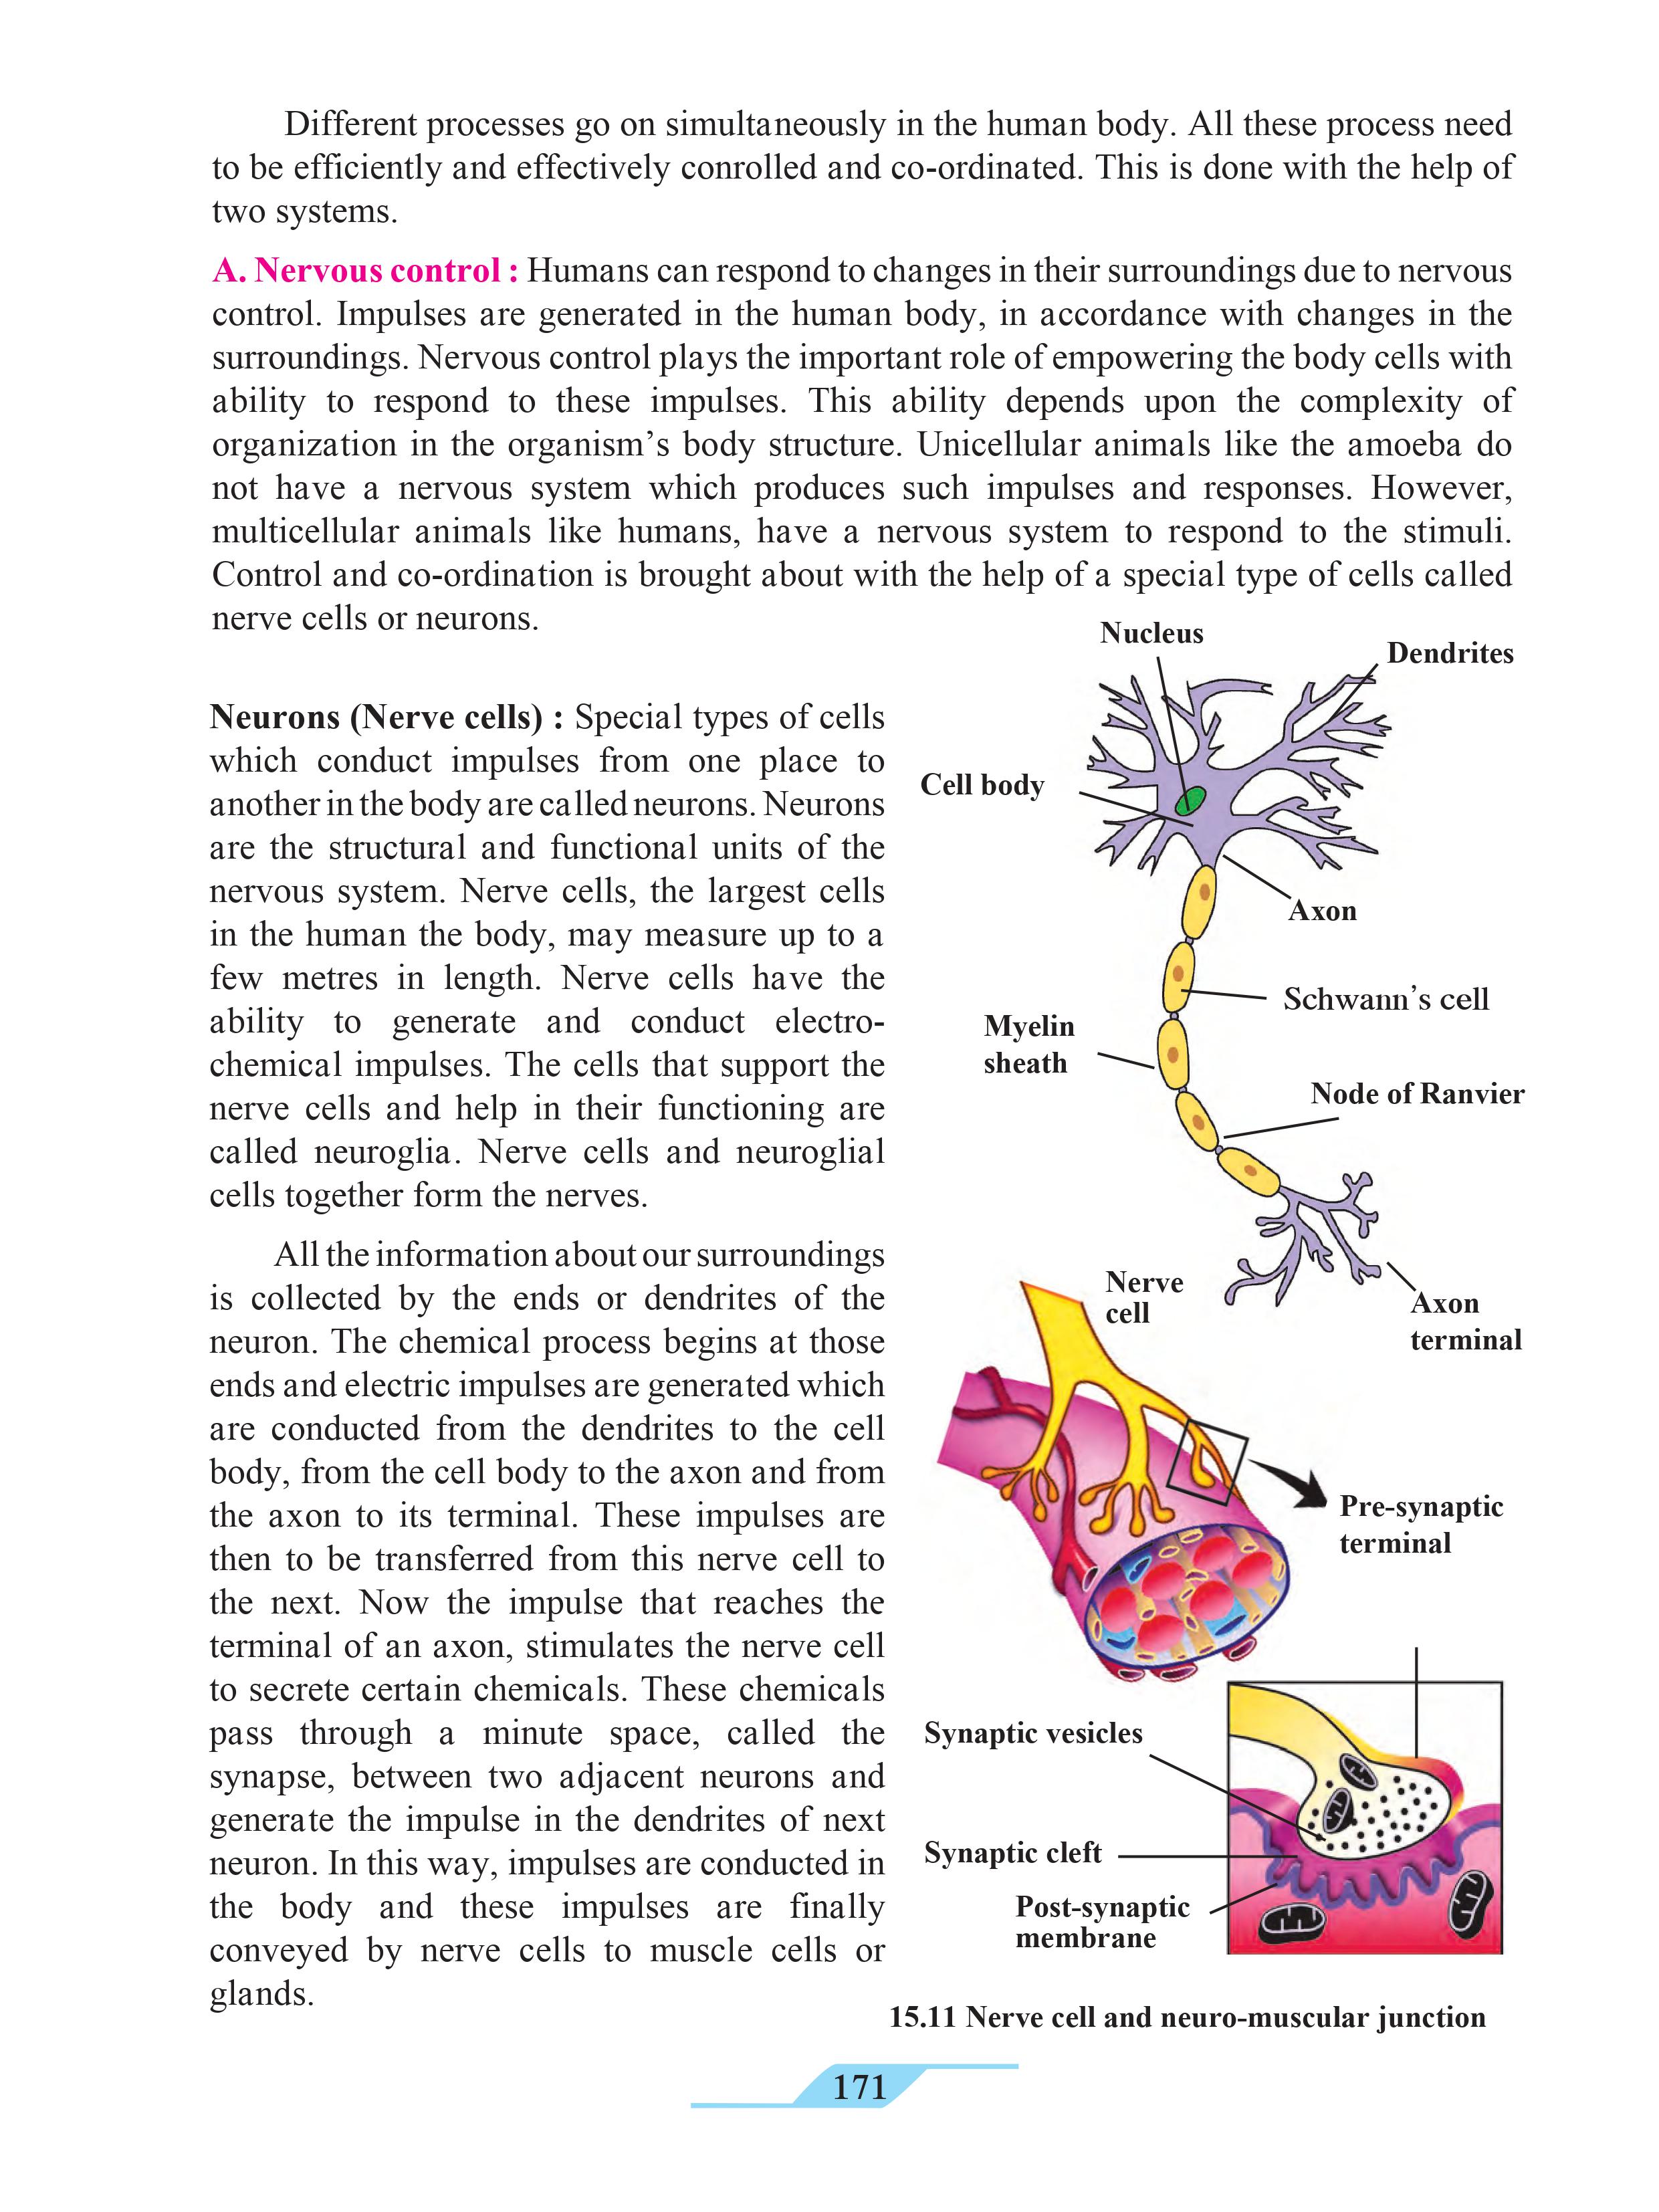 Different processes go on simultaneously in the human body. All these process need
to be efficiently and effectively conrolled and co-ordinated. This is done with the help of
two systems.
A. Nervous control : Humans can respond to changes in their surroundings due to nervous
control. Impulses are generated in the human body, in accordance with changes in the
surroundings. Nervous control plays the important role of empowering the body cells with
ability to respond to these impulses. This ability depends upon the complexity of
organization in the organism's body structure. Unicellular animals like the amoeba do
not have a nervous system which produces such impulses and responses. However,
multicellular animals like humans, have a nervous system to respond to the stimuli.
Control and co-ordination is brought about with the help of a special type of cells called
nerve cells or neurons.
Neurons (Nerve cells) : Special types of cells
which conduct impulses from one place to
another in the body are called neurons. Neurons
are the structural and functional units of the
nervous system. Nerve cells, the largest cells
in the human the body, may measure up to a
few metres in length. Nerve cells have the
ability to generate and conduct electro-
chemical impulses. The cells that support the
nerve cells and help in their functioning are
called neuroglia. Nerve cells and neuroglial
cells together form the nerves.
All the information about our surroundings
is collected by the ends or dendrites of the
neuron. The chemical process begins at those
ends and electric impulses are generated which
are conducted from the dendrites to the cell
body, from the cell body to the axon and from
the axon to its terminal. These impulses are
then to be transferred from this nerve cell to
the next. Now the impulse that reaches the
terminal of an axon, stimulates the nerve cell
to secrete certain chemicals. These chemicals
pass through a minute space, called the
synapse, between two adjacent neurons and
generate the impulse in the dendrites of next
neuron. In this way, impulses are conducted in
the body and these impulses are finally
conveyed by nerve cells to muscle cells or
glands.
Nucleus
Dendrites
Cell body
Axon
Schwann's cell
Myelin
sheath
Node of Ranvier
Nerve
cell
Axon
terminal
Pre-synaptic
terminal
Synaptic vesicles
Synaptic cleft
Post-synaptic
membrane
15.11 Nerve cell and neuro-muscular junction
171